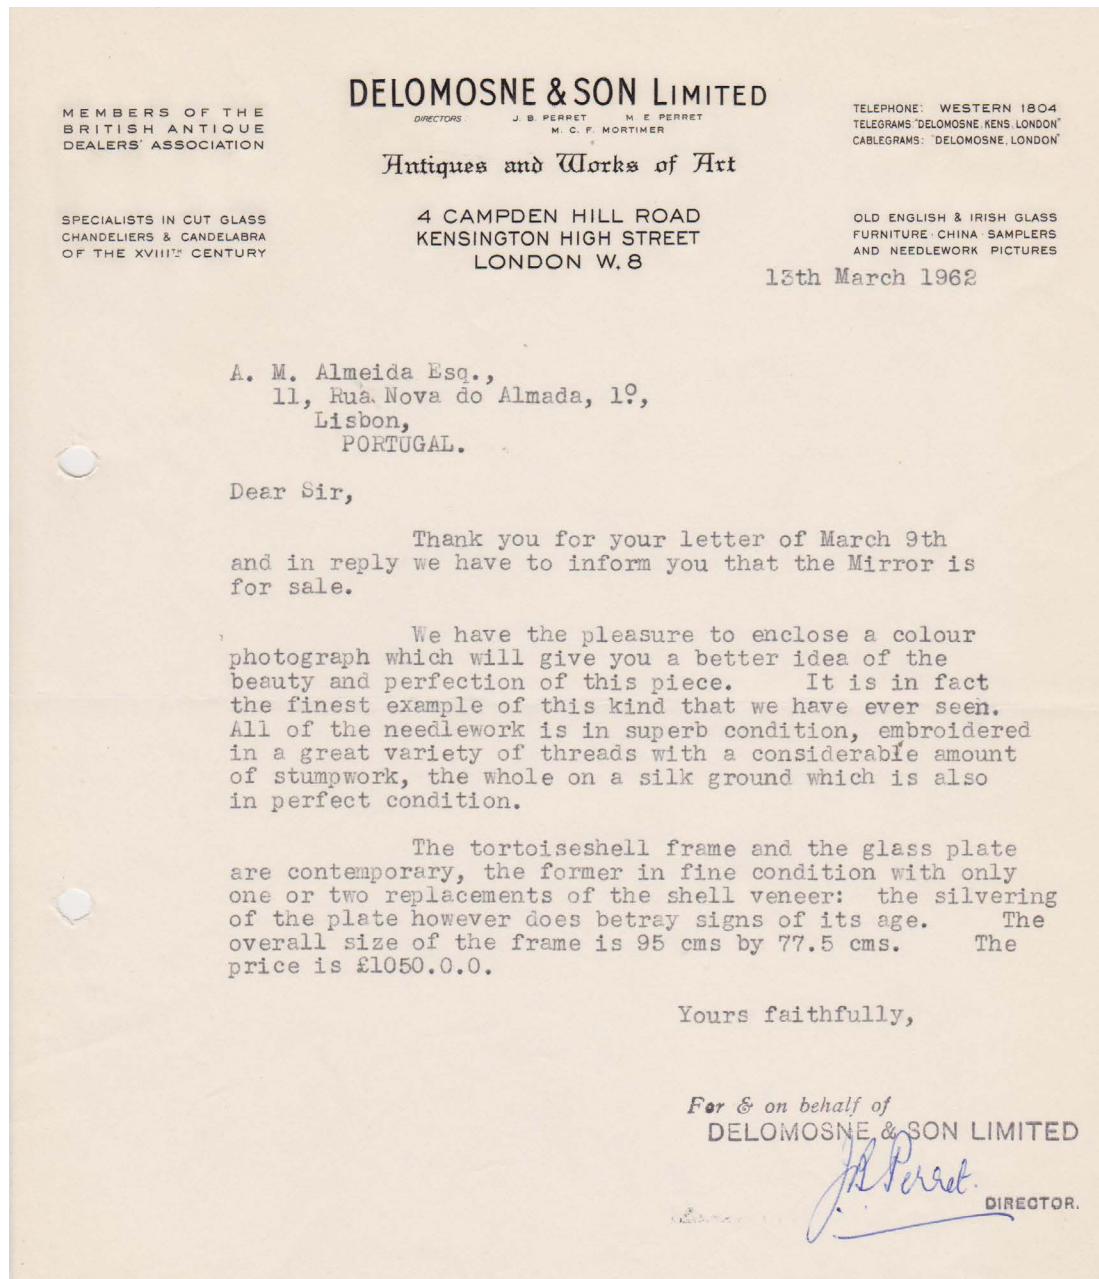 DELOMOSNE & SON LIMITED
DIRECTORS: J. B. PERRET M E PERRET
M. C. F. MORTIMER
Antiques and Works of Art
MEMBERS OF THE
BRITISH ANTIQUE
DEALERS' ASSOCIATION
TELEPHONE: WESTERN 1804
TELEGRAMS: "DELOMOSNE, KENS, LONDON"
CABLEGRAMS: "DELOMOSNE, LONDON"
SPECIALISTS IN CUT GLASS
CHANDELIERS & CANDELABRA
OF THE XVIIITH CENTURY
4 CAMPDEN HILL ROAD
KENSINGTON HIGH STREET
LONDON W. 8
OLD ENGLISH & IRISH GLASS
FURNITURE · CHINA · SAMPLERS
AND NEEDLEWORK PICTURES
13th March 1962
A. M. Almeida Esq.,
11, Rua Nova do Almada, 1º,
Lisbon,
PORTUGAL.
Dear Sir,
Thank you for your letter of March 9th
and in reply we have to inform you that the Mirror is
for sale.
We have the pleasure to enclose a colour
photograph which will give you a better idea of the
beauty and perfection of this piece. It is in fact
the finest example of this kind that we have ever seen.
All of the needlework is in superb condition, embroidered
in a great variety of threads with a considerable amount
of stumpwork, the whole on a silk ground which is also
in perfect condition.
The tortoiseshell frame and the glass plate
are contemporary, the former in fine condition with only
one or two replacements of the shell veneer: the silvering
of the plate however does betray signs of its age. The
overall size of the frame is 95 cms by 77.5 cms. The
price is £1050.0.0.
Yours faithfully,
For & on behalf of
DELOMOSNE & SON LIMITED
J B Perret.
DIRECTOR.